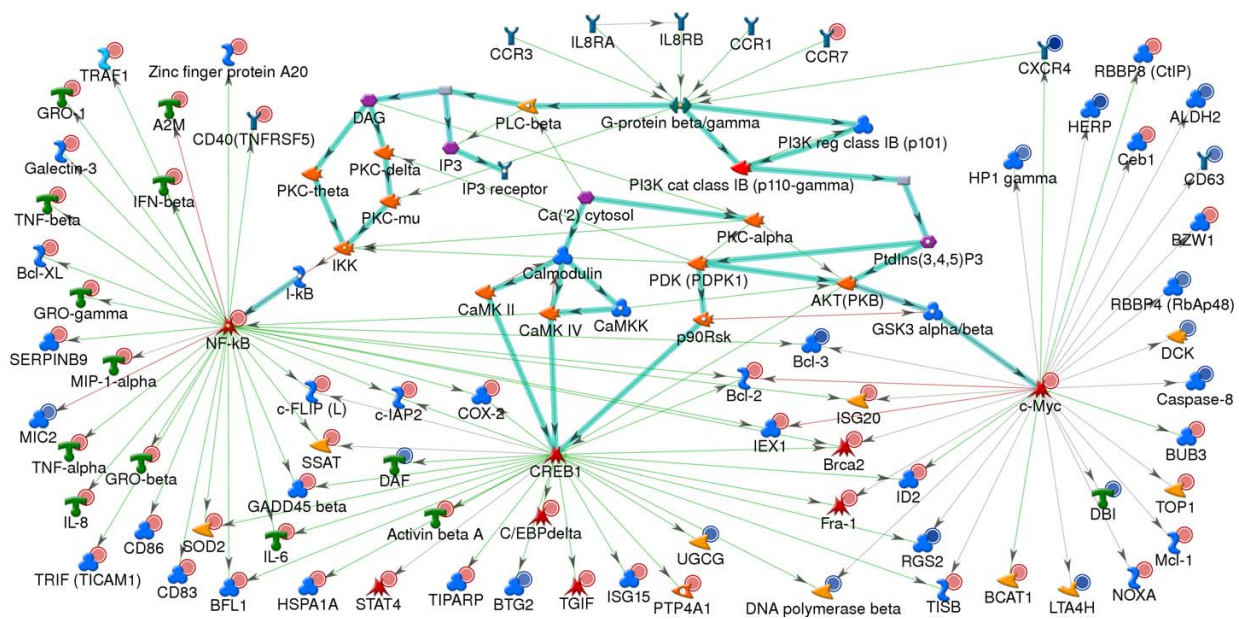 IL8RA
IL8RB
CCR3
CCR1
CCR7
TRAF1
Zinc finger protein A20
CXCR4
RBBP8 (CtIP)
GRO-1
A2M
CD40(TNFRSF5)
DAG
PLC-beta
G-protein beta/gamma
PI3K reg class IB (p101)
HERP
ALDH2
Galectin-3
IFN-beta
PKC-theta
PKC-delta
IP3
IP3 receptor
PI3K cat class IB (p110-gamma)
HP1 gamma
Ceb1
CD63
TNF-beta
PKC-mu
Ca('2) cytosol
PKC-alpha
PtdIns(3,4,5)P3
BZW1
Bcl-XL
I-kB
IKK
Calmodulin
PDK (PDPK1)
AKT(PKB)
RBBP4 (RbAp48)
GRO-gamma
NF-kB
CaMK II
CaMK IV
CaMKK
p90Rsk
GSK3 alpha/beta
SERPINB9
Bcl-3
DCK
MIP-1-alpha
c-FLIP (L)
c-IAP2
COX-2
Bcl-2
ISG20
c-Myc
Caspase-8
MIC2
SSAT
DAF
CREB1
IEX1
Brca2
BUB3
TNF-alpha
GRO-beta
GADD45 beta
ID2
DBI
TOP1
IL-8
CD86
SOD2
IL-6
Activin beta A
C/EBPdelta
UGCG
Fra-1
RGS2
Mcl-1
TRIF (TICAM1)
CD83
BFL1
HSPA1A
STAT4
TIPARP
BTG2
TGIF
ISG15
PTP4A1
DNA polymerase beta
TISB
BCAT1
LTA4H
NOXA